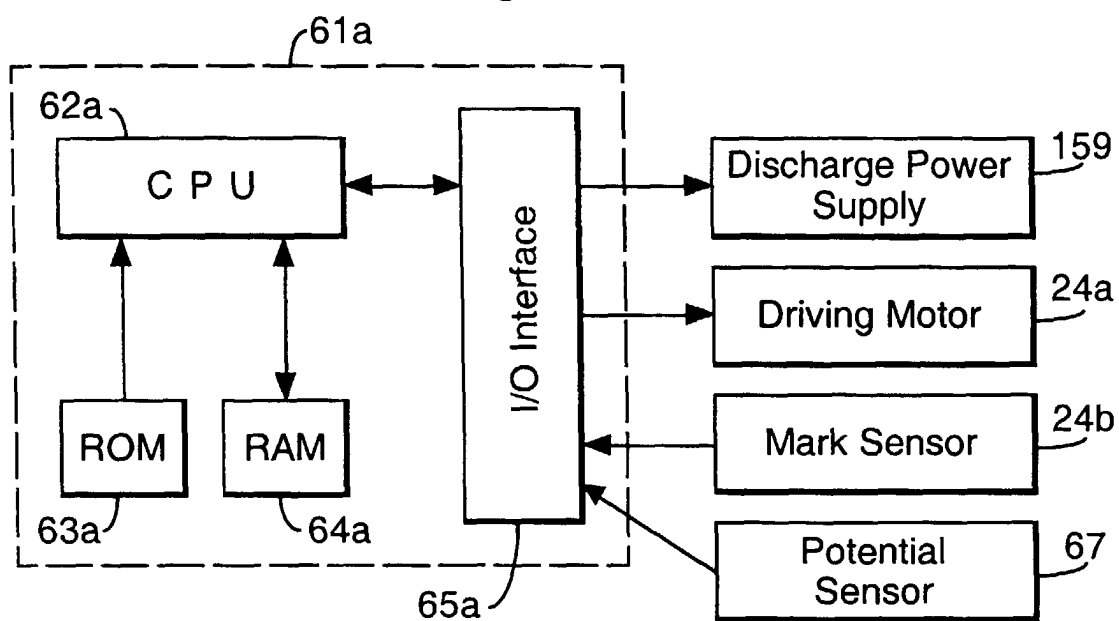 61a
62a
C P U
ROM
63a
RAM
64a
I/O Interface
65a
Discharge Power
Supply
159
Driving Motor
24a
Mark Sensor
24b
Potential
Sensor
67